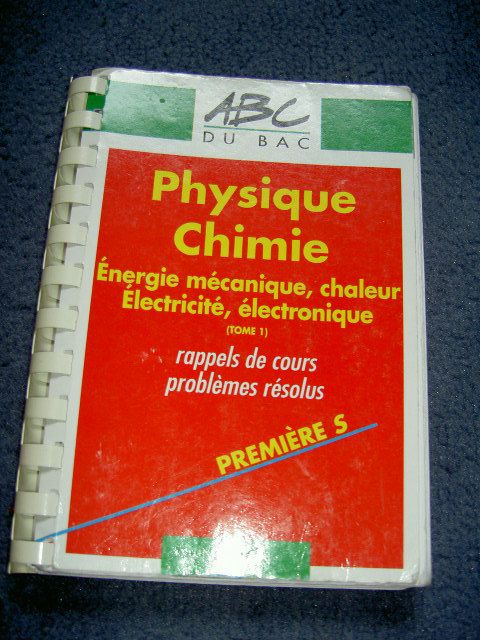 ABC
DU BAC
Physique
Chimie
Énergie mécanique, chaleur
Électricité, électronique
(TOME 1)
rappels de cours
problèmes résolus
PREMIÈRE S